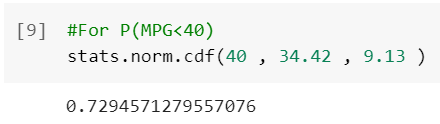 [9] #For P(MPG<40)
stats.norm.cdf(40 , 34.42 , 9.13 )
0.7294571279557076